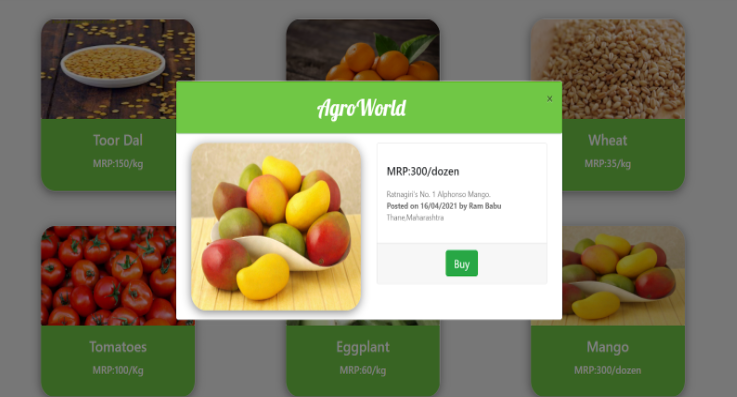 AgroWorld
×
MRP:300/dozen
Ratnagiri's No. 1 Alphonso Mango.
Posted on 16/04/2021 by Ram Babu
Thane,Maharashtra
Buy
Toor Dal
MRP:150/kg
Wheat
MRP:35/kg
Tomatoes
MRP:100/Kg
Eggplant
MRP:60/kg
Mango
MRP:300/dozen